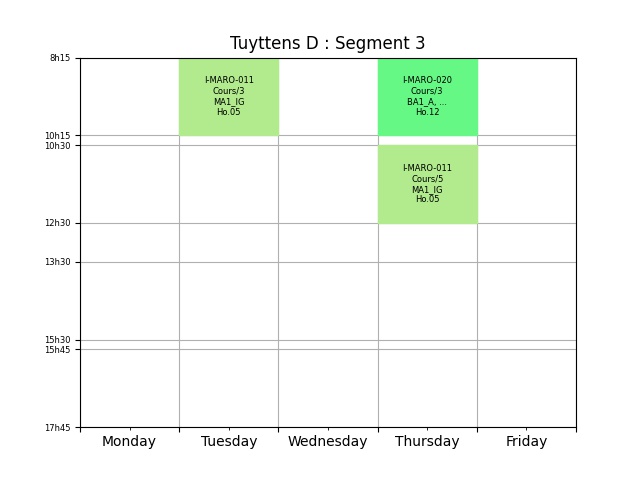 Tuyttens D : Segment 3
8h15
I-MARO-011
Cours/3
MA1_IG
Ho.05
I-MARO-020
Cours/3
BA1_A, ...
Ho.12
10h15
10h30
I-MARO-011
Cours/5
MA1_IG
Ho.05
12h30
13h30
15h30
15h45
17h45
Monday
Tuesday
Wednesday
Thursday
Friday